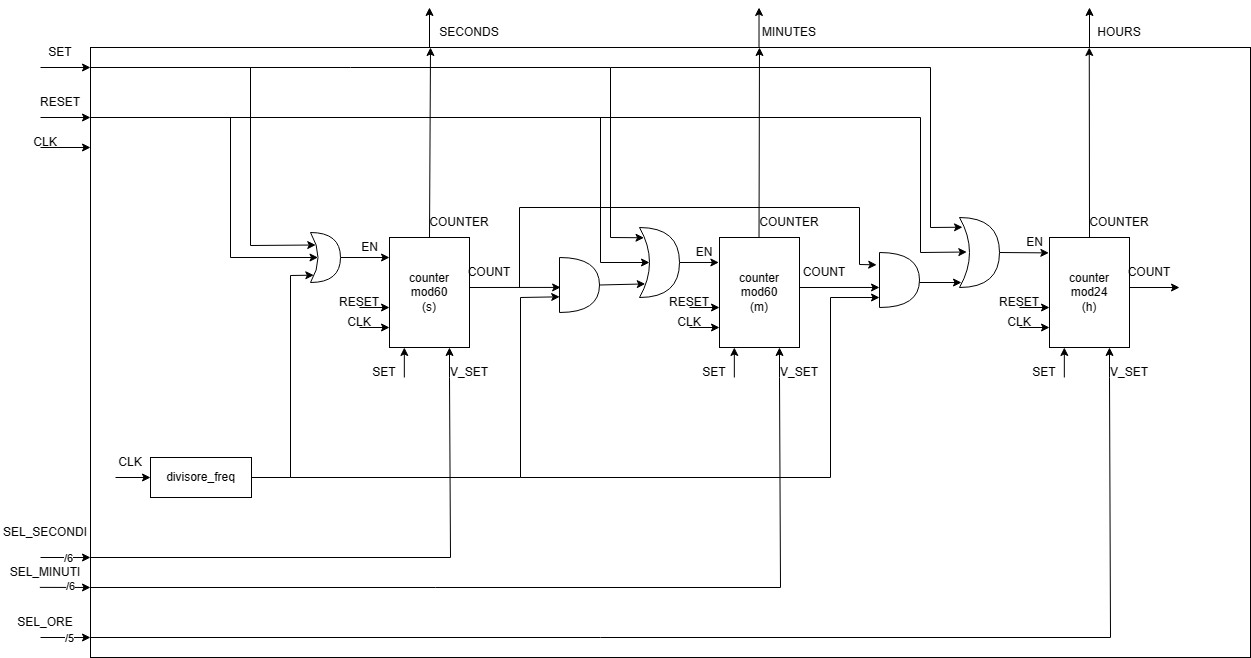 SECONDS
MINUTES
HOURS
SET
RESET
CLK
COUNTER
COUNTER
COUNTER
EN
EN
EN
COUNT
COUNT
COUNT
counter
mod60
(s)
counter
mod60
(m)
counter
mod24
(h)
RESET
RESET
RESET
CLK
CLK
CLK
SET
V_SET
SET
V_SET
SET
V_SET
CLK
divisore_freq
SEL_SECONDI
/6
SEL_MINUTI
/6
SEL_ORE
/5